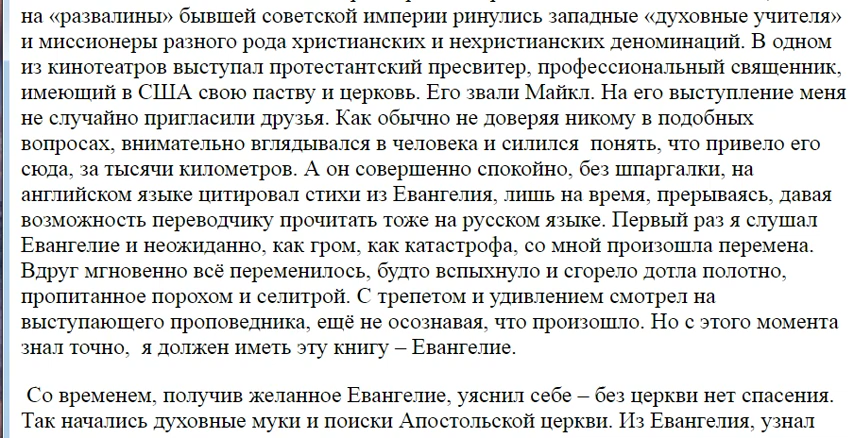 на «развалины» бывшей советской империи ринулись западные «духовные учителя»
и миссионеры разного рода христианских и нехристианских деноминаций. В одном
из кинотеатров выступал протестантский пресвитер, профессиональный священник,
имеющий в США свою паству и церковь. Его звали Майкл. На его выступление меня
не случайно пригласили друзья. Как обычно не доверяя никому в подобных
вопросах, внимательно вглядывался в человека и силился  понять, что привело его
сюда, за тысячи километров. А он совершенно спокойно, без шпаргалки, на
английском языке цитировал стихи из Евангелия, лишь на время, прерываясь, давая
возможность переводчику прочитать тоже на русском языке. Первый раз я слушал
Евангелие и неожиданно, как гром, как катастрофа, со мной произошла перемена.
Вдруг мгновенно всё переменилось, будто вспыхнуло и сгорело дотла полотно,
пропитанное порохом и селитрой. С трепетом и удивлением смотрел на
выступающего проповедника, ещё не осознавая, что произошло. Но с этого момента
знал точно,  я должен иметь эту книгу – Евангелие.
Со временем, получив желанное Евангелие, уяснил себе – без церкви нет спасения.
Так начались духовные муки и поиски Апостольской церкви. Из Евангелия, узнал